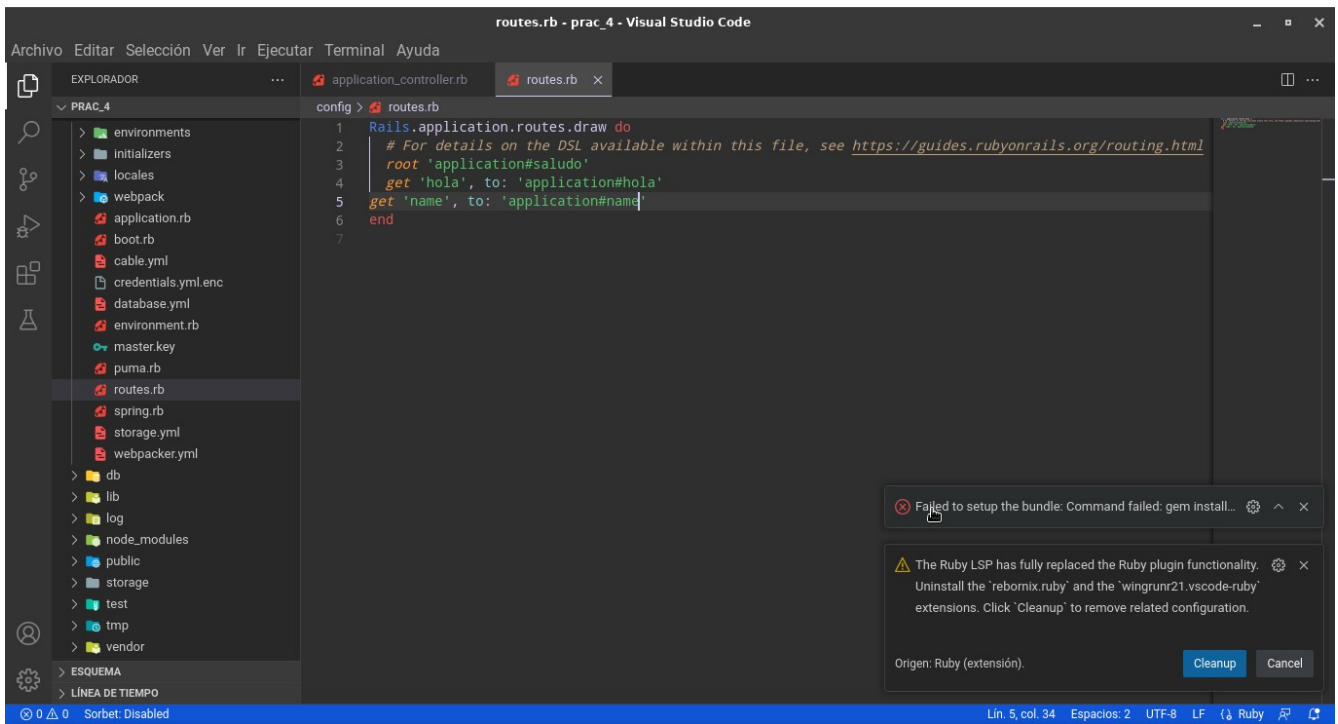 routes.rb - prac_4 - Visual Studio Code
Archivo Editar Selección Ver Ir Ejecutar Terminal Ayuda
EXPLORADOR
PRAC_4
environments
initializers
locales
webpack
application.rb
boot.rb
cable.yml
credentials.yml.enc
database.yml
environment.rb
master.key
puma.rb
routes.rb
spring.rb
storage.yml
webpacker.yml
db
lib
log
node_modules
public
storage
test
tmp
vendor
ESQUEMA
LÍNEA DE TIEMPO
application_controller.rb routes.rb
config > routes.rb
1 Rails.application.routes.draw do
2 # For details on the DSL available within this file, see https://guides.rubyonrails.org/routing.html
3 root 'application#saludo'
4 get 'hola', to: 'application#hola'
5 get 'name', to: 'application#name'
6 end
7
Failed to setup the bundle: Command failed: gem install...
The Ruby LSP has fully replaced the Ruby plugin functionality.
Uninstall the `rebornix.ruby` and the `wingrunr21.vscode-ruby`
extensions. Click `Cleanup` to remove related configuration.
Origen: Ruby (extensión). Cleanup Cancel
0 0 Sorbet: Disabled Lín. 5, col. 34 Espacios: 2 UTF-8 LF Ruby